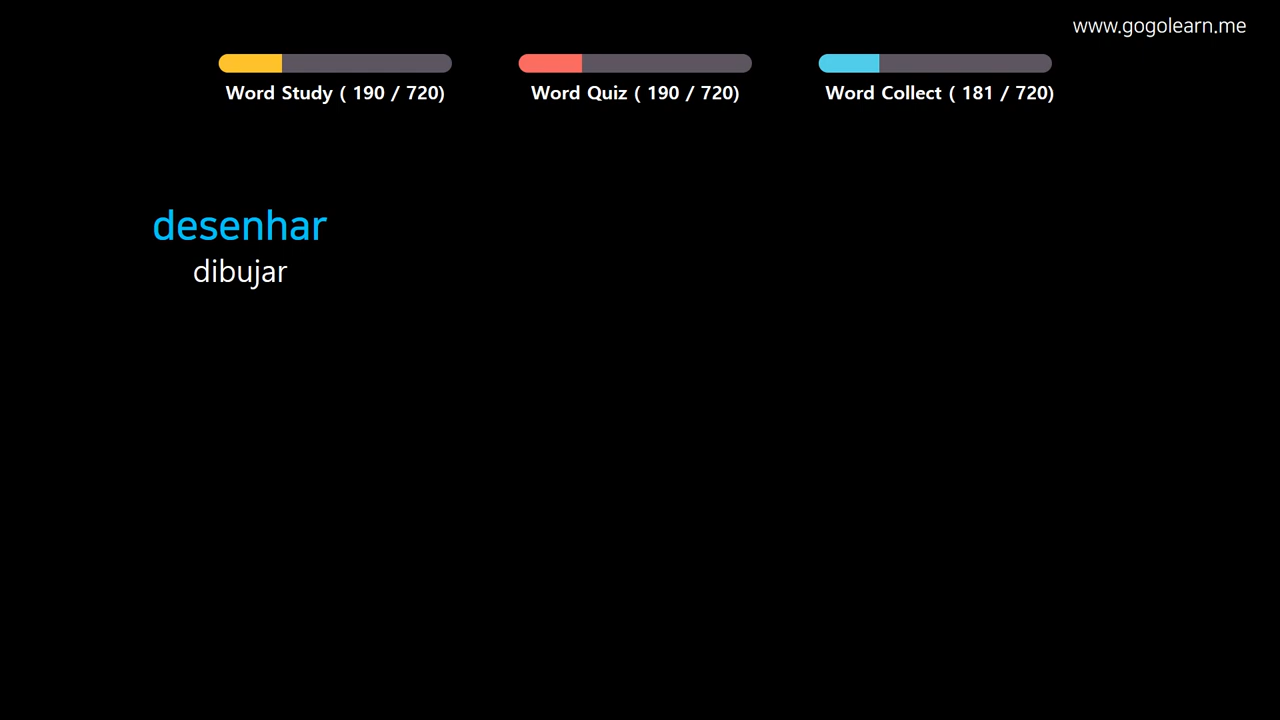 www.gogolearn.me
Word Study ( 190 / 720)
Word Quiz ( 190 / 720)
Word Collect ( 181 / 720)
desenhar
dibujar